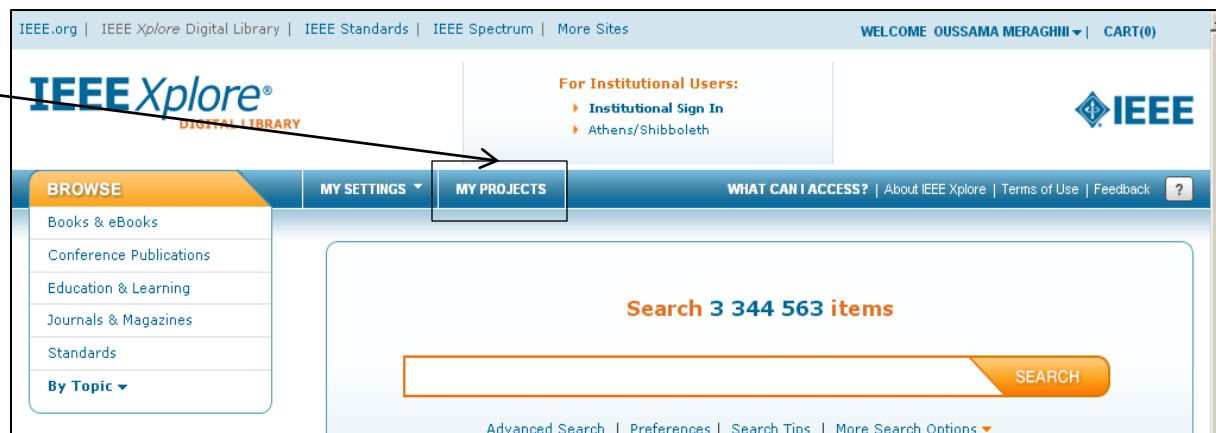 IEEE.org | IEEE Xplore Digital Library | IEEE Standards | IEEE Spectrum | More Sites
WELCOME OUSSAMA MERAGHNI | CART(0)
IEEE Xplore®
DIGITAL LIBRARY
For Institutional Users:
Institutional Sign In
Athens/Shibboleth
IEEE
BROWSE
MY SETTINGS
MY PROJECTS
WHAT CAN I ACCESS? | About IEEE Xplore | Terms of Use | Feedback ?
Books & eBooks
Conference Publications
Education & Learning
Journals & Magazines
Standards
By Topic
Search 3 344 563 items
SEARCH
Advanced Search | Preferences | Search Tips | More Search Options